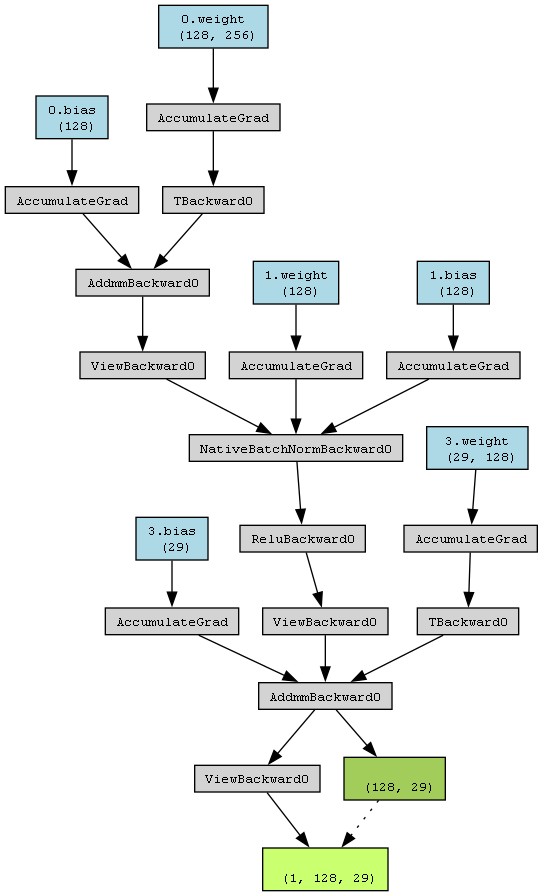 0.weight
(128, 256)
0.bias
(128)
AccumulateGrad
AccumulateGrad
TBackward0
AddmmBackward0
1.weight
(128)
1.bias
(128)
ViewBackward0
AccumulateGrad
AccumulateGrad
NativeBatchNormBackward0
3.weight
(29, 128)
3.bias
(29)
ReluBackward0
AccumulateGrad
AccumulateGrad
ViewBackward0
TBackward0
AddmmBackward0
ViewBackward0
(128, 29)
(1, 128, 29)